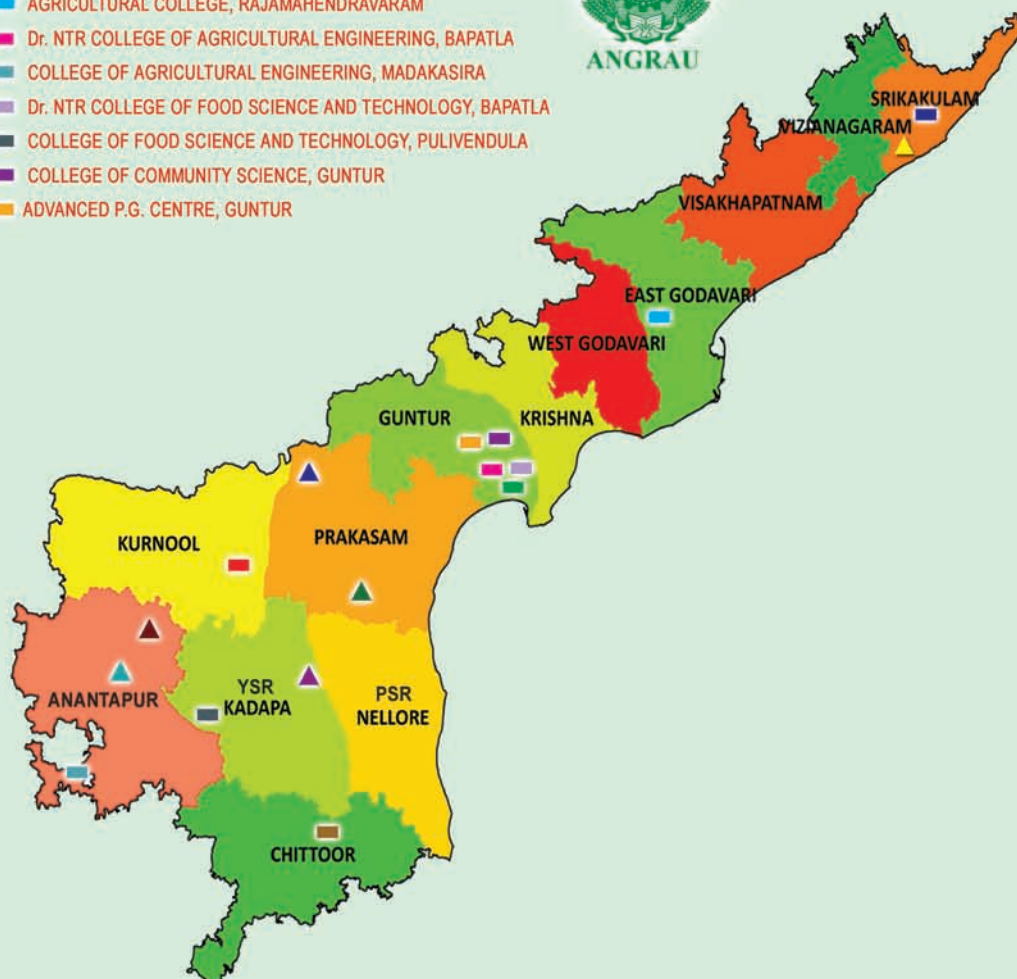 AGRICULTURAL COLLEGE, RAJAMAHENDRAVARAM
Dr. NTR COLLEGE OF AGRICULTURAL ENGINEERING, BAPATLA
COLLEGE OF AGRICULTURAL ENGINEERING, MADAKASIRA
Dr. NTR COLLEGE OF FOOD SCIENCE AND TECHNOLOGY, BAPATLA
COLLEGE OF FOOD SCIENCE AND TECHNOLOGY, PULIVENDULA
COLLEGE OF COMMUNITY SCIENCE, GUNTUR
ADVANCED P.G. CENTRE, GUNTUR
ANGRAU
SRIKAKULAM
VIZIANAGARAM
VISAKHAPATNAM
EAST GODAVARI
WEST GODAVARI
GUNTUR
KRISHNA
KURNOOL
PRAKASAM
ANANTAPUR
YSR
KADAPA
PSR
NELLORE
CHITTOOR